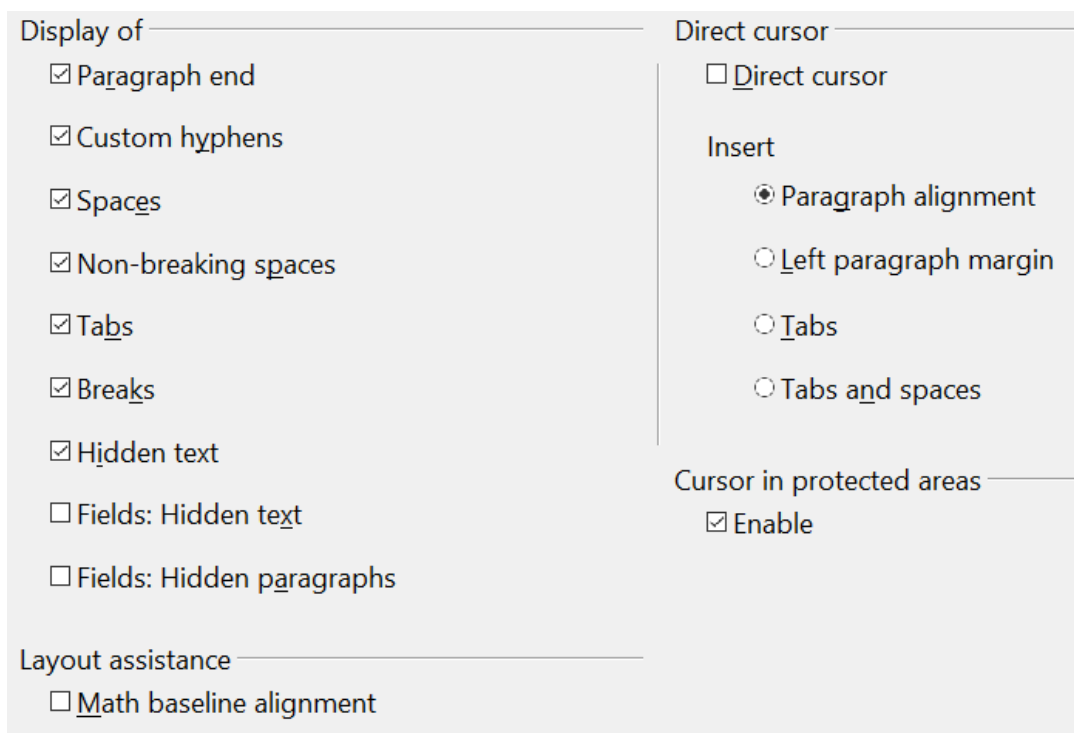 Display of
Paragraph end
Custom hyphens
Spaces
Non-breaking spaces
Tabs
Breaks
Hidden text
Fields: Hidden text
Fields: Hidden paragraphs
Layout assistance
Math baseline alignment
Direct cursor
Direct cursor
Insert
Paragraph alignment
Left paragraph margin
Tabs
Tabs and spaces
Cursor in protected areas
Enable